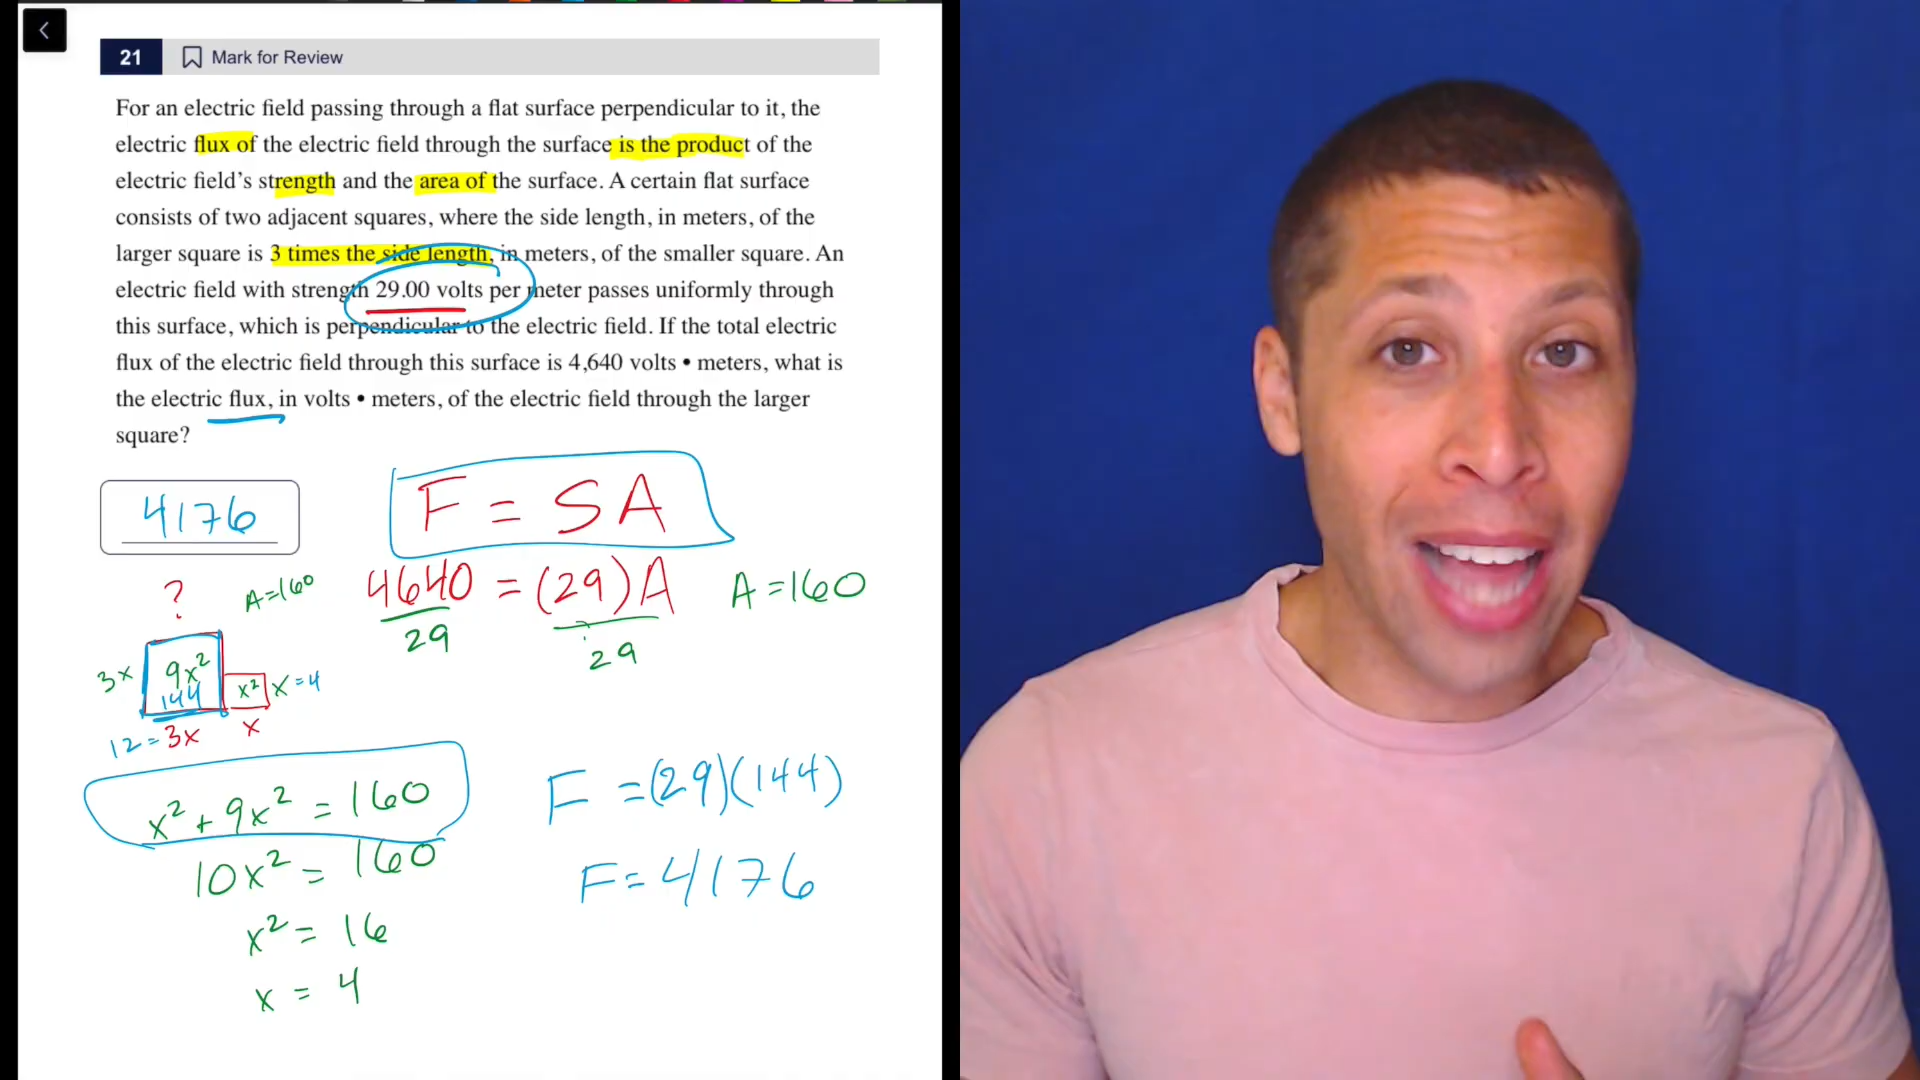 21 Mark for Review
For an electric field passing through a flat surface perpendicular to it, the
electric flux of the electric field through the surface is the product of the
electric field’s strength and the area of the surface. A certain flat surface
consists of two adjacent squares, where the side length, in meters, of the
larger square is 3 times the side length, in meters, of the smaller square. An
electric field with strength 29.00 volts per meter passes uniformly through
this surface, which is perpendicular to the electric field. If the total electric
flux of the electric field through this surface is 4,640 volts • meters, what is
the electric flux, in volts • meters, of the electric field through the larger
square?
4176
F = SA
? A=160
4640 = (29)A A=160
29 29
3x 9x²
144 x² x=4
12=3x x
x² + 9x² = 160
10x² = 160
x² = 16
x = 4
F =(29)(144)
F=4176